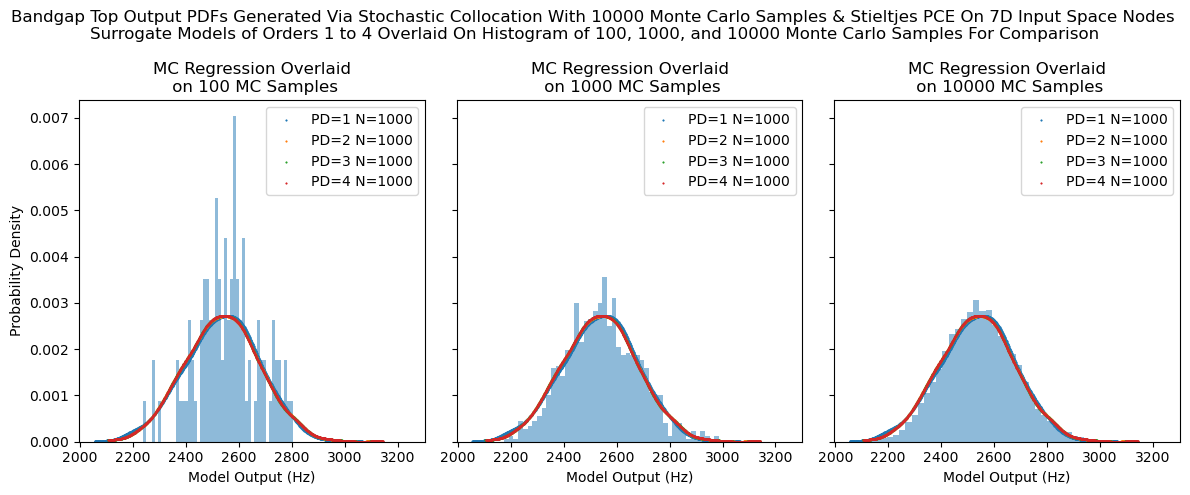 Bandgap Top Output PDFs Generated Via Stochastic Collocation With 10000 Monte Carlo Samples & Stieltjes PCE On 7D Input Space Nodes
Surrogate Models of Orders 1 to 4 Overlaid On Histogram of 100, 1000, and 10000 Monte Carlo Samples For Comparison
MC Regression Overlaid
on 100 MC Samples
PD=1 N=1000
PD=2 N=1000
PD=3 N=1000
PD=4 N=1000
Probability Density
0.007
0.006
0.005
0.004
0.003
0.002
0.001
0.000
2000 2200 2400 2600 2800 3000 3200
Model Output (Hz)
MC Regression Overlaid
on 1000 MC Samples
PD=1 N=1000
PD=2 N=1000
PD=3 N=1000
PD=4 N=1000
2000 2200 2400 2600 2800 3000 3200
Model Output (Hz)
MC Regression Overlaid
on 10000 MC Samples
PD=1 N=1000
PD=2 N=1000
PD=3 N=1000
PD=4 N=1000
2000 2200 2400 2600 2800 3000 3200
Model Output (Hz)